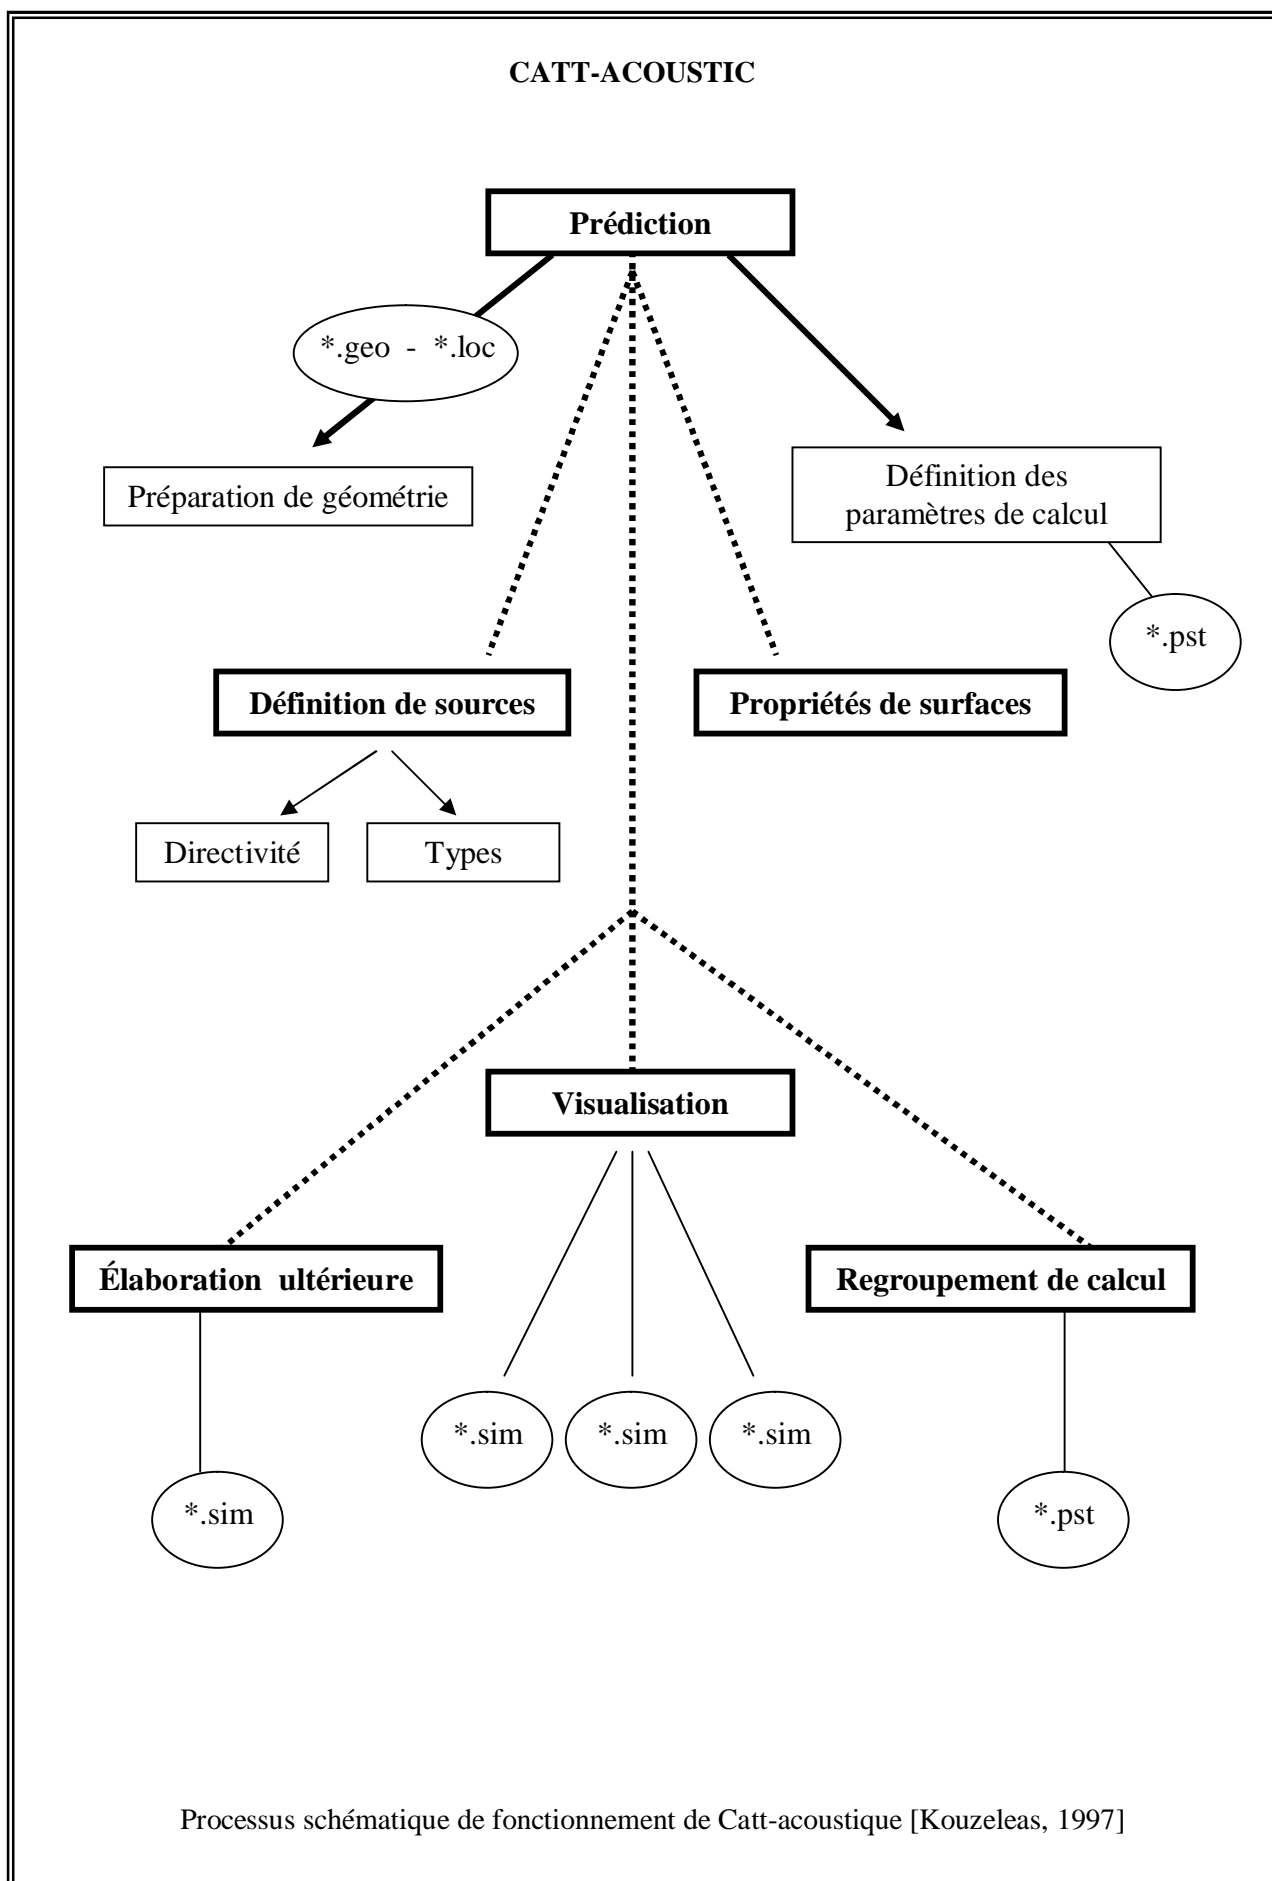 CATT-ACOUSTIC
Prédiction
*.geo - *.loc
Préparation de géométrie
Définition des
paramètres de calcul
*.pst
Définition de sources
Propriétés de surfaces
Directivité
Types
Visualisation
Élaboration ultérieure
Regroupement de calcul
*.sim
*.sim
*.sim
*.sim
*.pst
Processus schématique de fonctionnement de Catt-acoustique [Kouzeleas, 1997]